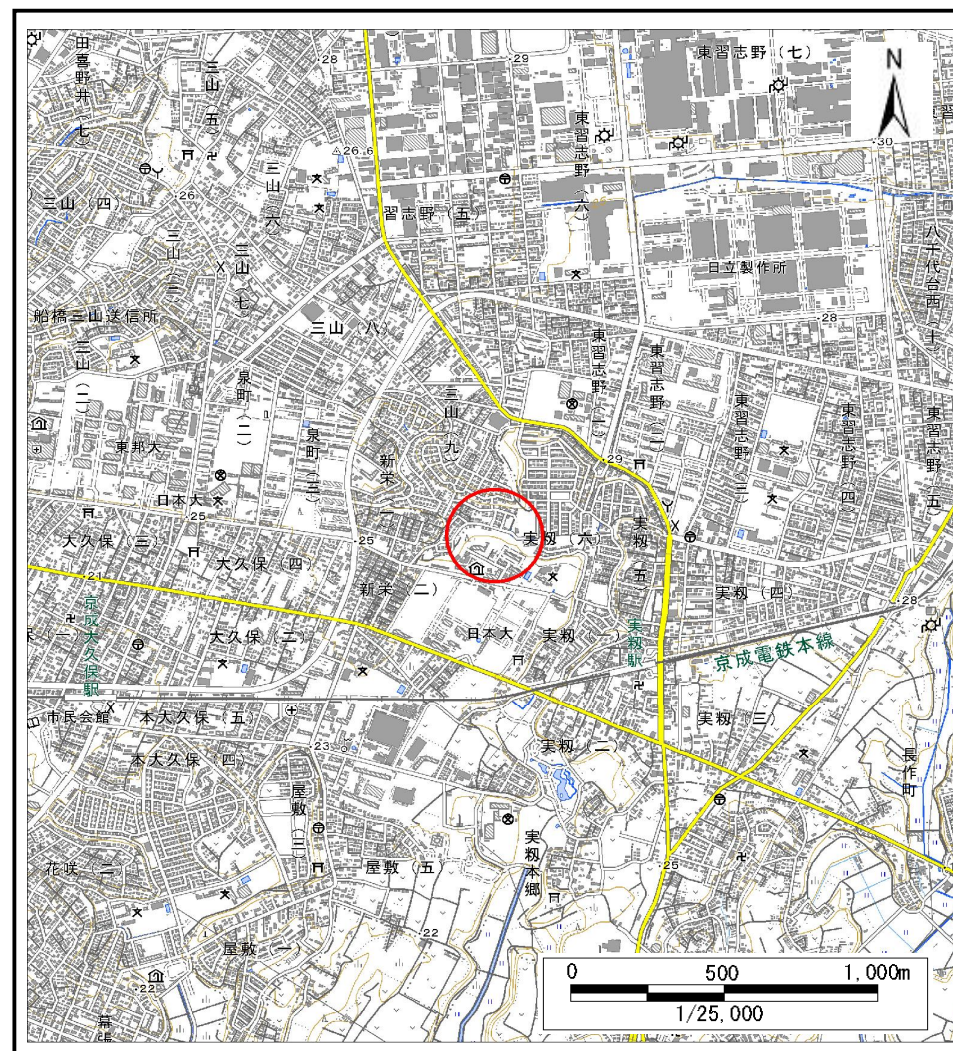 田喜野井（七）
三山（五）
28
29
東習志野（七）
N
三山（六）
26.6
東習志野（六）
30
26
三山（四）
習志野（五）
三山（三）
三山（七）
八千代台西（十）
日立製作所
船橋三山送信所
三山（八）
28
三山（二）
泉町（二）
泉町（三）
三山（九）
東習志野（一）
東習志野（二）
東習志野（三）
東習志野（四）
東習志野（五）
東邦大
新栄（一）
29
日本大
25
大久保（三）
大久保（四）
25
実籾（六）
実籾（五）
21
新栄（二）
実籾（四）
28
京成大久保駅
大久保（二）
日本大
実籾（一）
実籾駅
京成電鉄本線
市民会館
本大久保（五）
実籾（三）
本大久保（四）
23
実籾（二）
長作町
屋敷（三）
花咲（二）
屋敷（五）
実籾本郷
25
屋敷（一）
22
22
幕張
0 500 1,000m
1/25,000